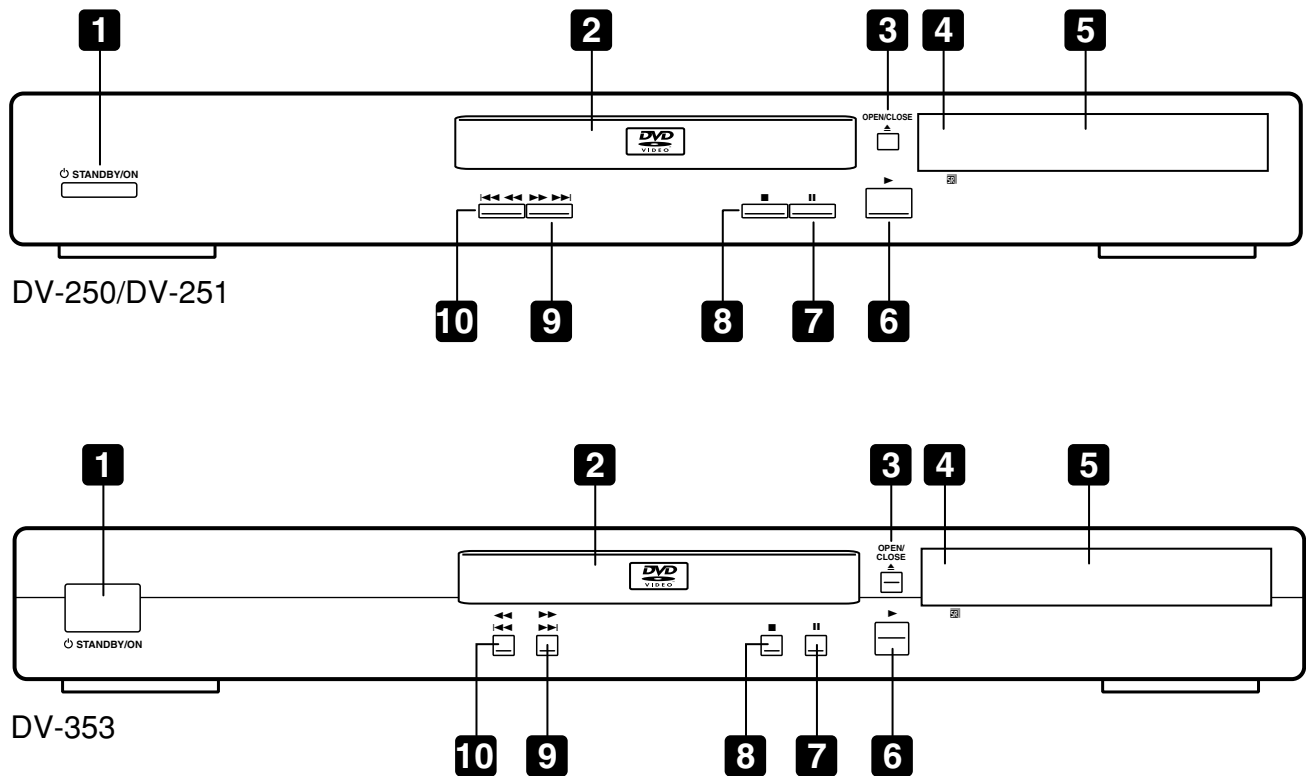 1 2 3 4 5
OPEN/CLOSE
DVD
VIDEO
⏻ STANDBY/ON
DV-250/DV-251
10 9 8 7 6
1 2 3 4 5
OPEN/
CLOSE
DVD
VIDEO
⏻ STANDBY/ON
DV-353
10 9 8 7 6